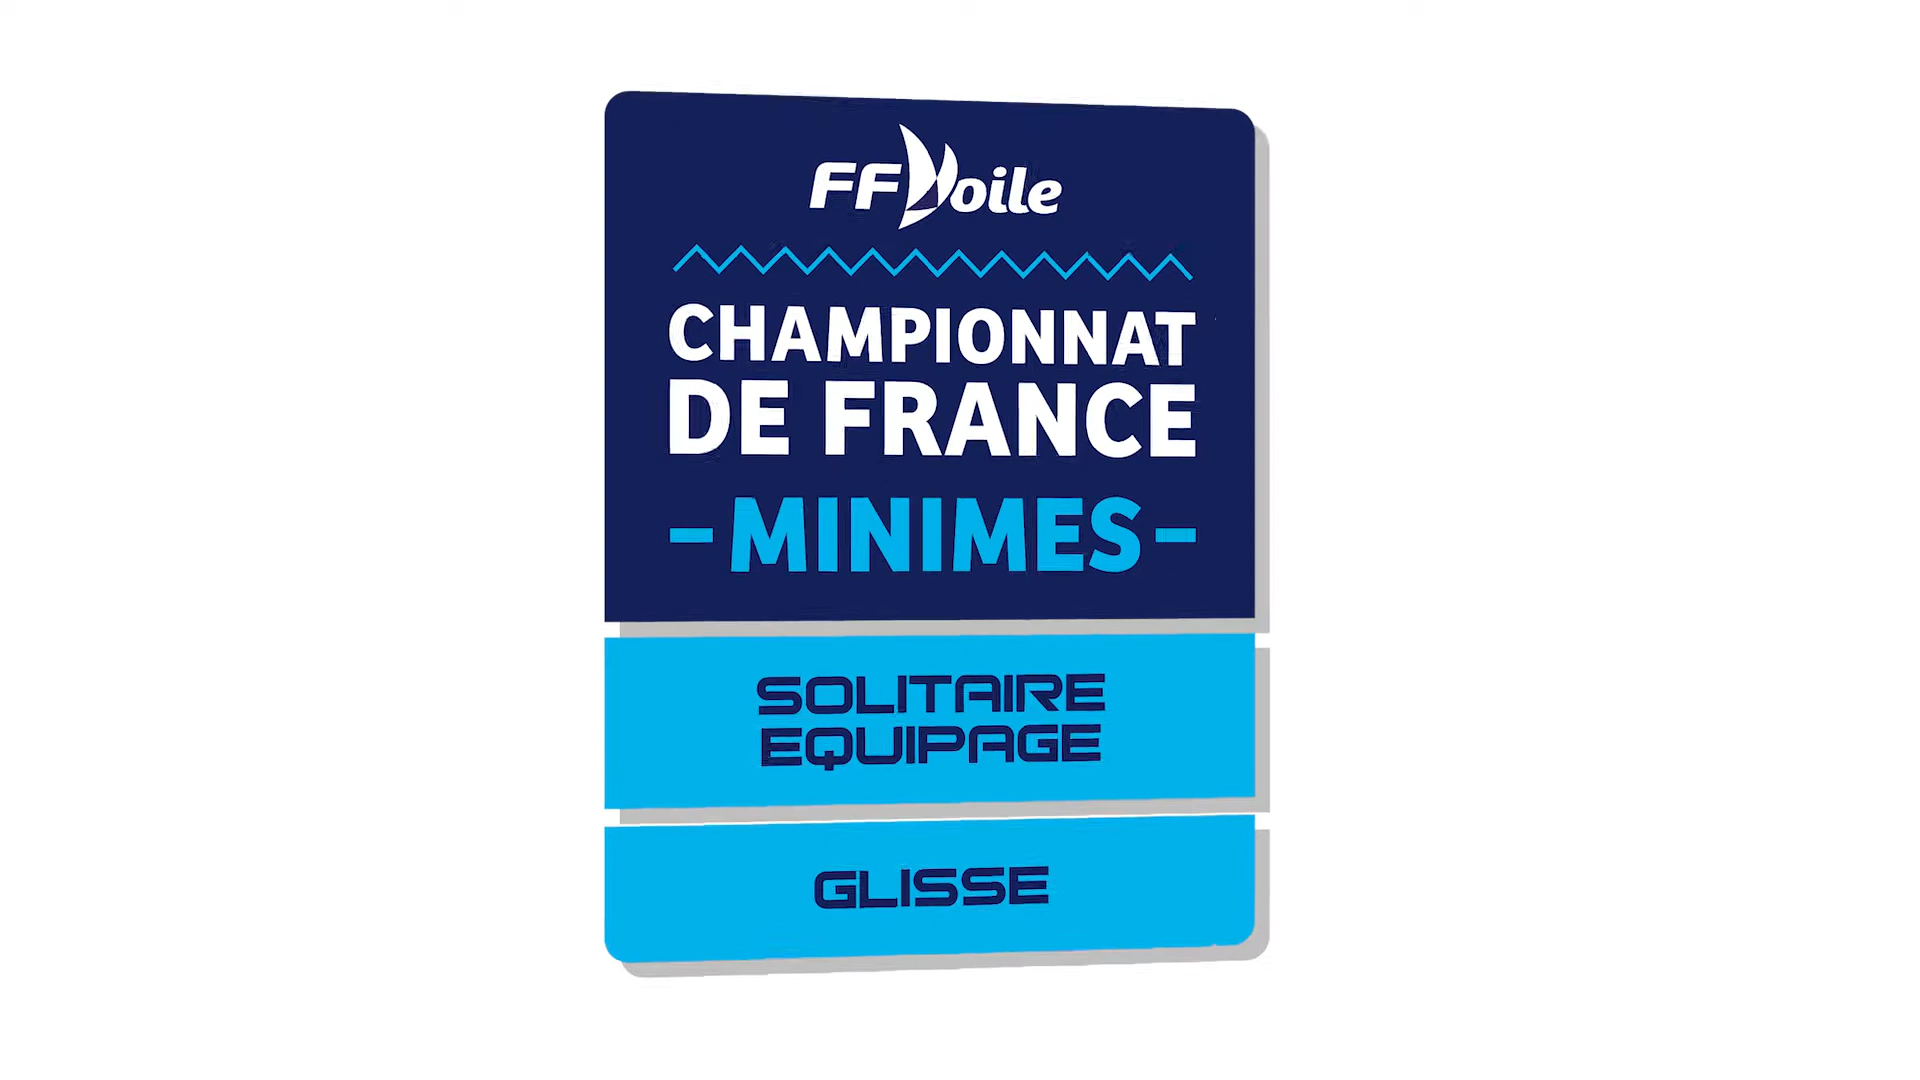 FFVoile
CHAMPIONNAT
DE FRANCE
-MINIMES-
SOLITAIRE
EQUIPAGE
GLISSE